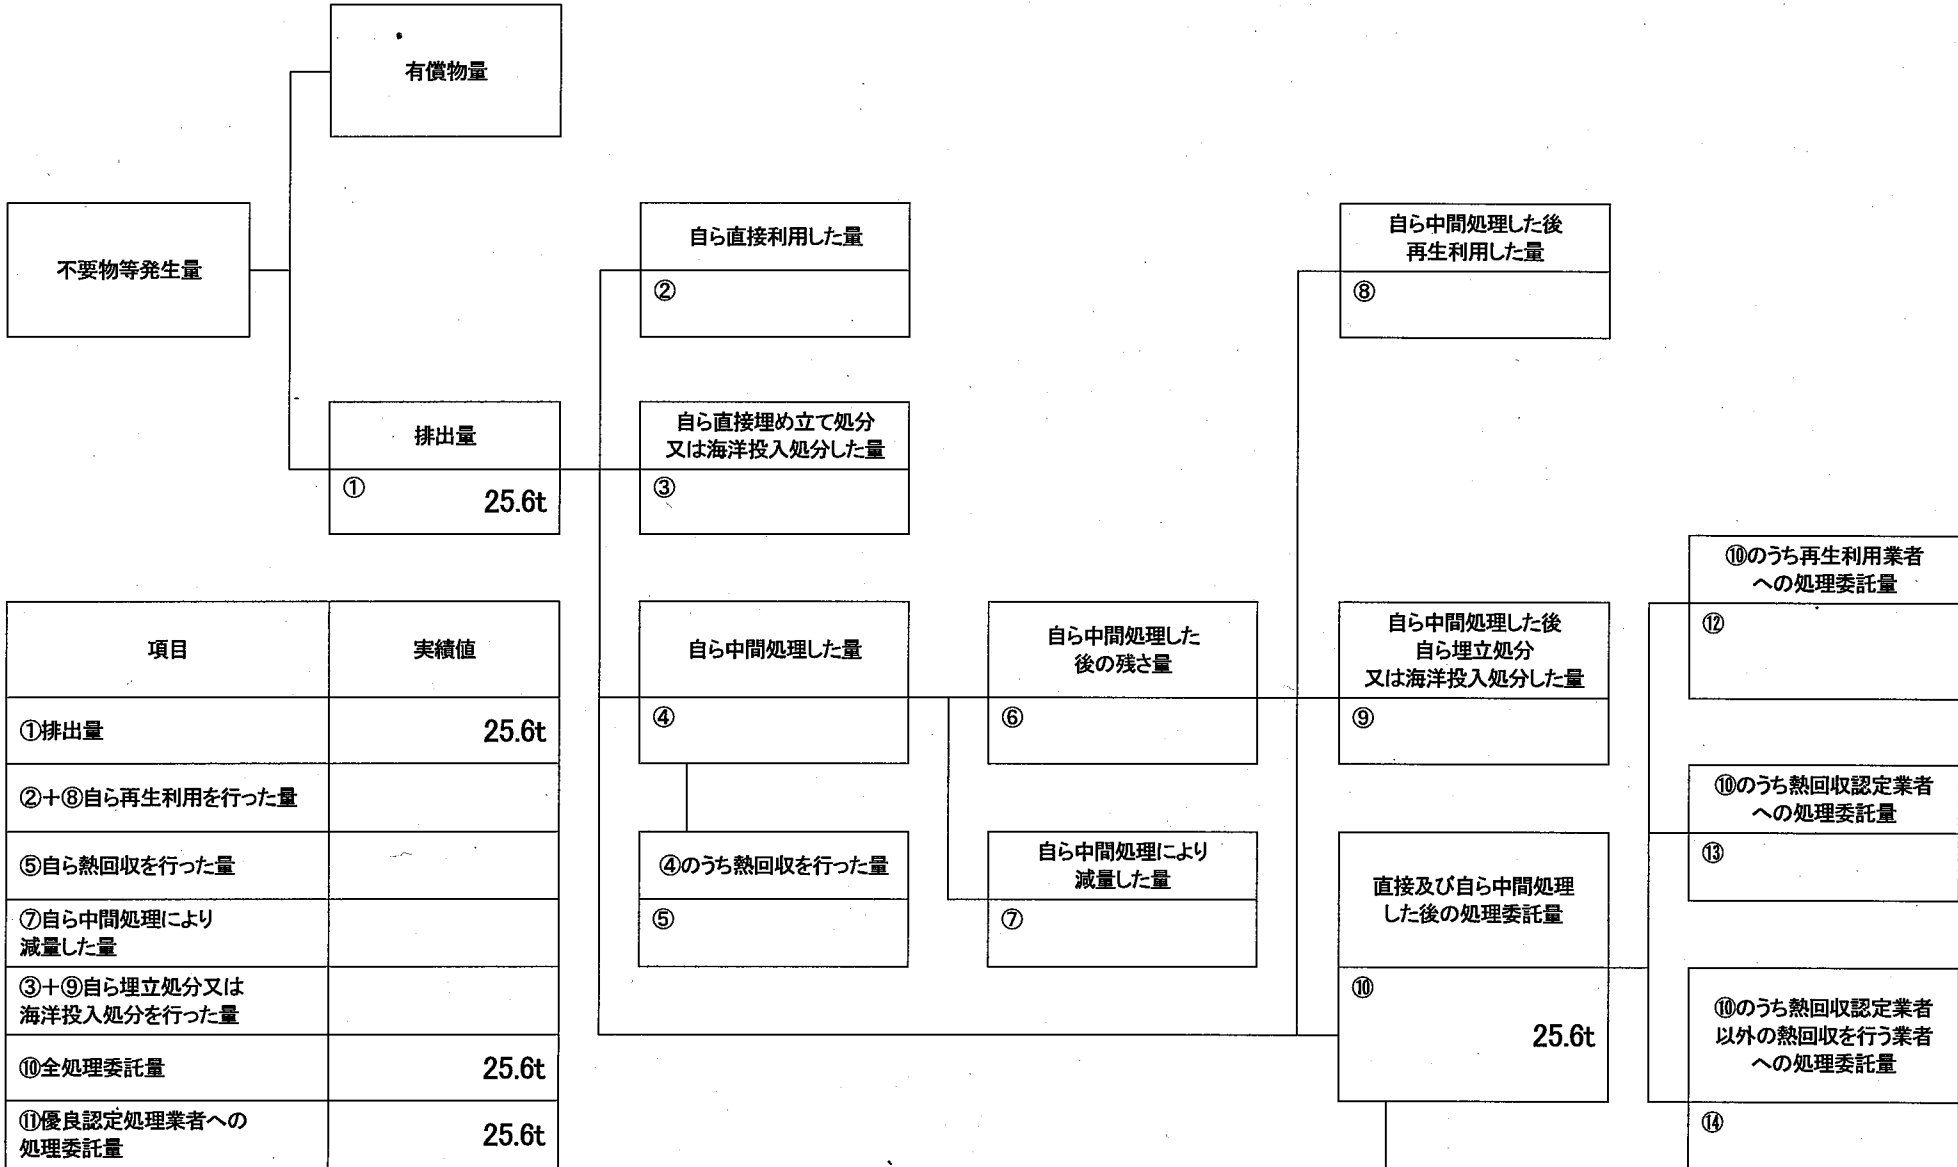 有償物量
不要物等発生量
自ら直接利用した量
②
自ら中間処理した後
再生利用した量
⑧
排出量
① 25.6t
自ら直接埋め立て処分
又は海洋投入処分した量
③
⑩のうち再生利用業者
への処理委託量
⑫
項目 実績値
①排出量 25.6t
②+⑧自ら再生利用を行った量
⑤自ら熱回収を行った量
⑦自ら中間処理により
減量した量
③+⑨自ら埋立処分又は
海洋投入処分を行った量
⑩全処理委託量 25.6t
⑪優良認定処理業者への
処理委託量 25.6t
自ら中間処理した量
④
④のうち熱回収を行った量
⑤
自ら中間処理した
後の残さ量
⑥
自ら中間処理により
減量した量
⑦
自ら中間処理した後
自ら埋立処分
又は海洋投入処分した量
⑨
直接及び自ら中間処理
した後の処理委託量
⑩
25.6t
⑩のうち熱回収認定業者
への処理委託量
⑬
⑩のうち熱回収認定業者
以外の熱回収を行う業者
への処理委託量
⑭